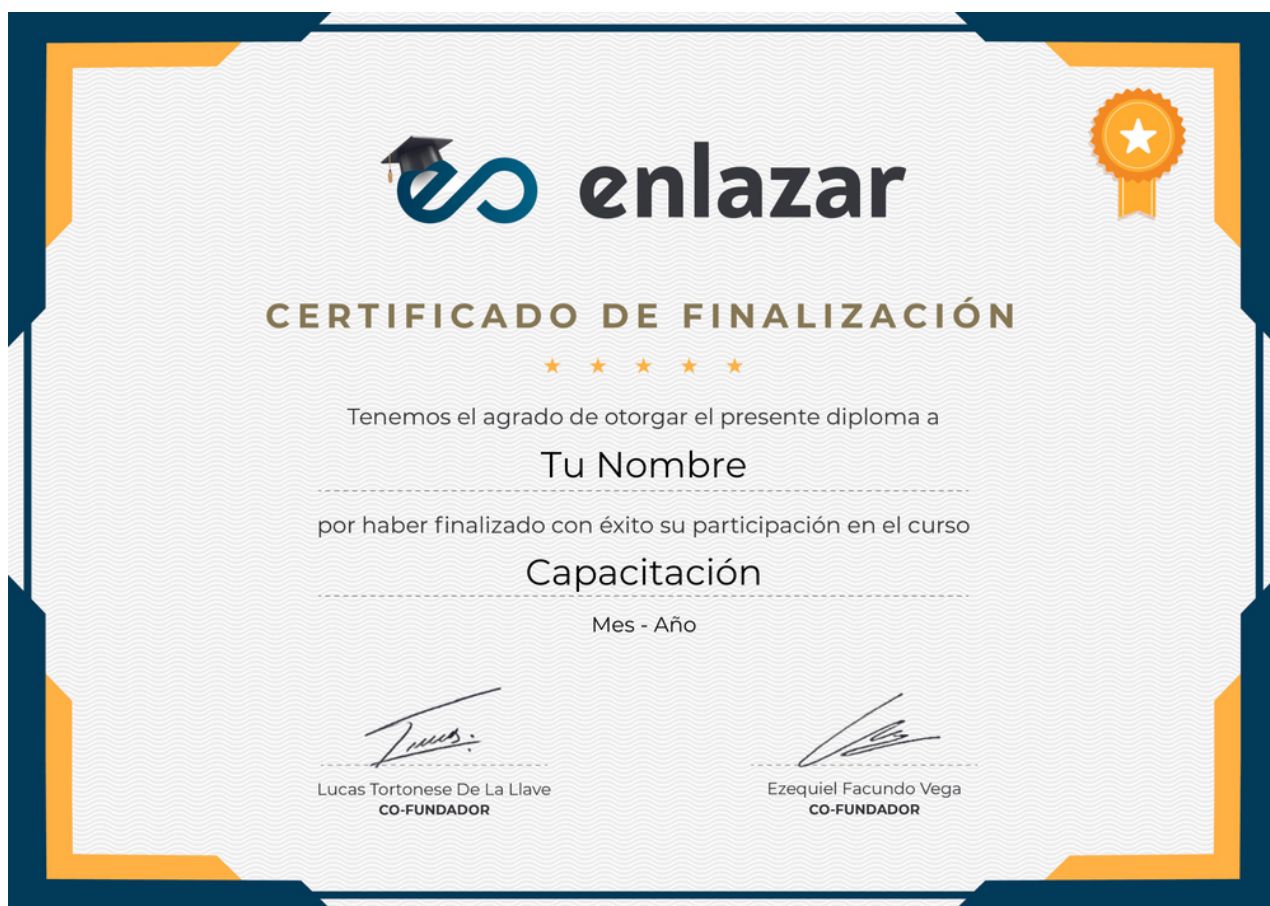 enlazar
CERTIFICADO DE FINALIZACIÓN
Tenemos el agrado de otorgar el presente diploma a
Tu Nombre
por haber finalizado con éxito su participación en el curso
Capacitación
Mes - Año
Lucas Tortonese De La Llave
CO-FUNDADOR
Ezequiel Facundo Vega
CO-FUNDADOR